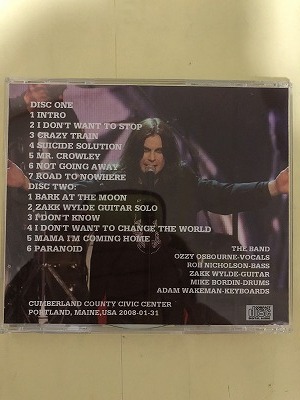 DISC ONE
1 INTRO
2 I DON'T WANT TO STOP
3 CRAZY TRAIN
4 SUICIDE SOLUTION
5 MR. CROWLEY
6 NOT GOING AWAY
7 ROAD TO NOWHERE
DISC TWO:
1 BARK AT THE MOON
2 ZAKK WYLDE GUITAR SOLO
3 I DON'T KNOW
4 I DON'T WANT TO CHANGE THE WORLD
5 MAMA I'M COMING HOME
6 PARANOID
THE BAND
OZZY OSBOURNE-VOCALS
ROB NICHOLSON-BASS
ZAKK WYLDE-GUITAR
MIKE BORDIN-DRUMS
ADAM WAKEMAN-KEYBOARDS
CUMBERLAND COUNTY CIVIC CENTER
PORTLAND, MAINE,USA 2008-01-31